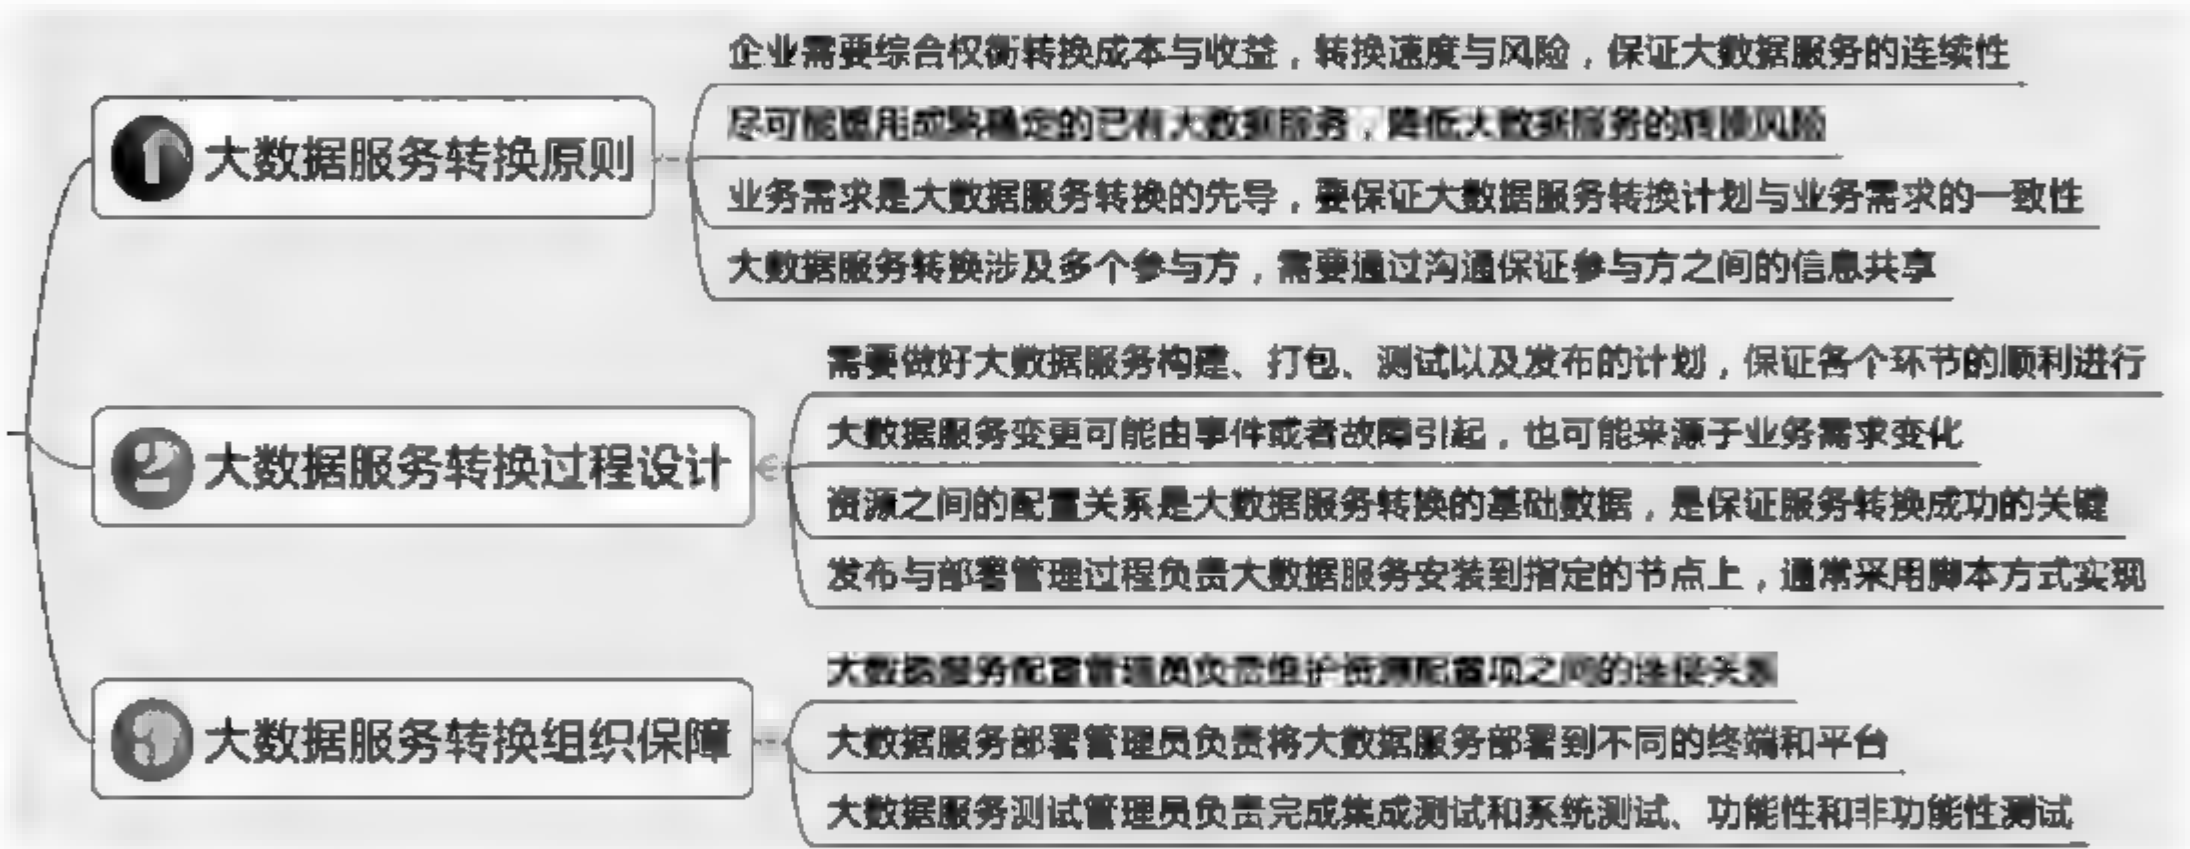 1 大数据服务转换原则
企业需要综合权衡转换成本与收益，转换速度与风险，保证大数据服务的连续性
尽可能使用成熟稳定的已有大数据服务，降低大数据服务的转换风险
业务需求是大数据服务转换的先导，要保证大数据服务转换计划与业务需求的一致性
大数据服务转换涉及多个参与方，需要通过沟通保证参与方之间的信息共享
2 大数据服务转换过程设计
需要做好大数据服务构建、打包、测试以及发布的计划，保证各个环节的顺利进行
大数据服务变更可能由事件或者故障引起，也可能来源于业务需求变化
资源之间的配置关系是大数据服务转换的基础数据，是保证服务转换成功的关键
发布与部署管理过程负责大数据服务安装到指定的节点上，通常采用脚本方式实现
3 大数据服务转换组织保障
大数据服务配置管理员负责维护资源配置项之间的连接关系
大数据服务部署管理员负责将大数据服务部署到不同的终端和平台
大数据服务测试管理员负责完成集成测试和系统测试、功能性和非功能性测试